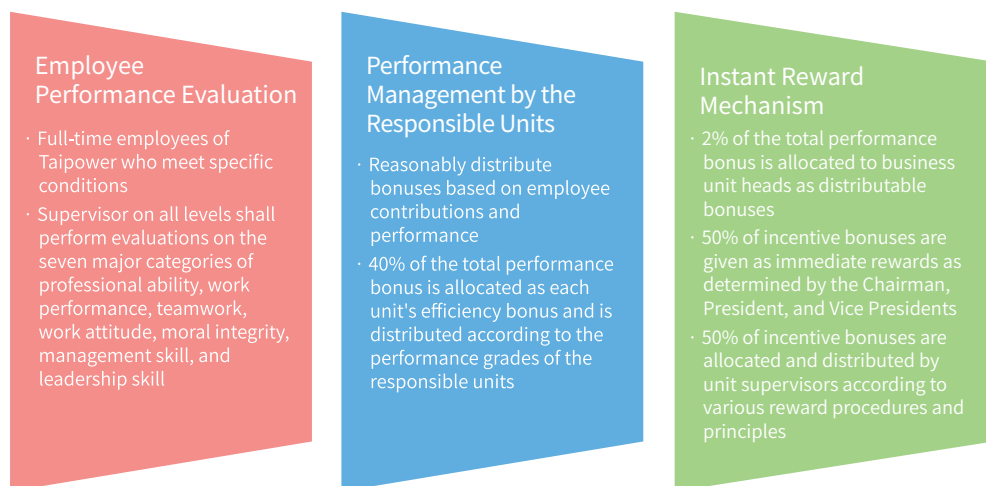 Employee
Performance Evaluation
· Full-time employees of
Taipower who meet specific
conditions
· Supervisor on all levels shall
perform evaluations on the
seven major categories of
professional ability, work
performance, teamwork,
work attitude, moral integrity,
management skill, and
leadership skill
Performance
Management by the
Responsible Units
· Reasonably distribute
bonuses based on employee
contributions and
performance
· 40% of the total performance
bonus is allocated as each
unit's efficiency bonus and is
distributed according to the
performance grades of the
responsible units
Instant Reward
Mechanism
· 2% of the total performance
bonus is allocated to business
unit heads as distributable
bonuses
· 50% of incentive bonuses are
given as immediate rewards as
determined by the Chairman,
President, and Vice Presidents
· 50% of incentive bonuses are
allocated and distributed by
unit supervisors according to
various reward procedures and
principles